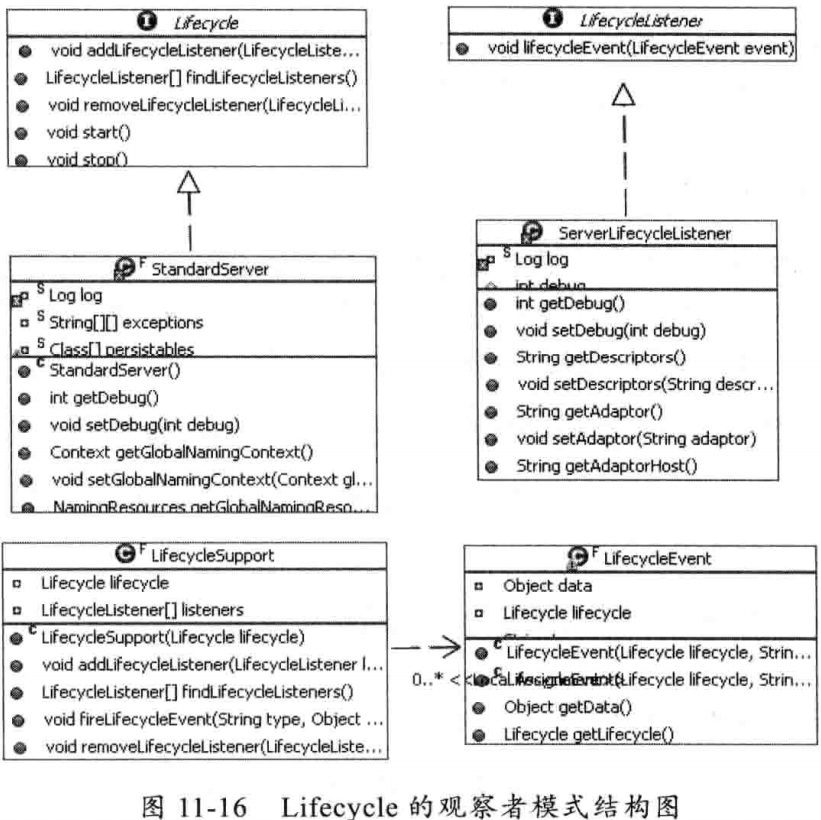 I Lifecycle
void addLifecycleListener(LifecycleListe...
LifecycleListener[] findLifecycleListeners()
void removeLifecycleListener(LifecycleLi...
void start()
void stop()
I LifecycleListener
void lifecycleEvent(LifecycleEvent event)
C F StandardServer
S Log log
S String[][] exceptions
S Class[] persistables
C StandardServer()
int getDebug()
void setDebug(int debug)
Context getGlobalNamingContext()
void setGlobalNamingContext(Context gl...
NamingResources getGlobalNamingReso...
C ServerLifecycleListener
S Log log
int debug
int getDebug()
void setDebug(int debug)
String getDescriptors()
void setDescriptors(String descr...
String getAdaptor()
void setAdaptor(String adaptor)
String getAdaptorHost()
C F LifecycleSupport
Lifecycle lifecycle
LifecycleListener[] listeners
C LifecycleSupport(Lifecycle lifecycle)
void addLifecycleListener(LifecycleListener l...
LifecycleListener[] findLifecycleListeners()
void fireLifecycleEvent(String type, Object ...
void removeLifecycleListener(LifecycleListe...
C F LifecycleEvent
Object data
Lifecycle lifecycle
C LifecycleEvent(Lifecycle lifecycle, Strin...
0..*
C LifecycleEvent(Lifecycle lifecycle, Strin...
Object getData()
Lifecycle getLifecycle()
图 11-16 Lifecycle 的观察者模式结构图